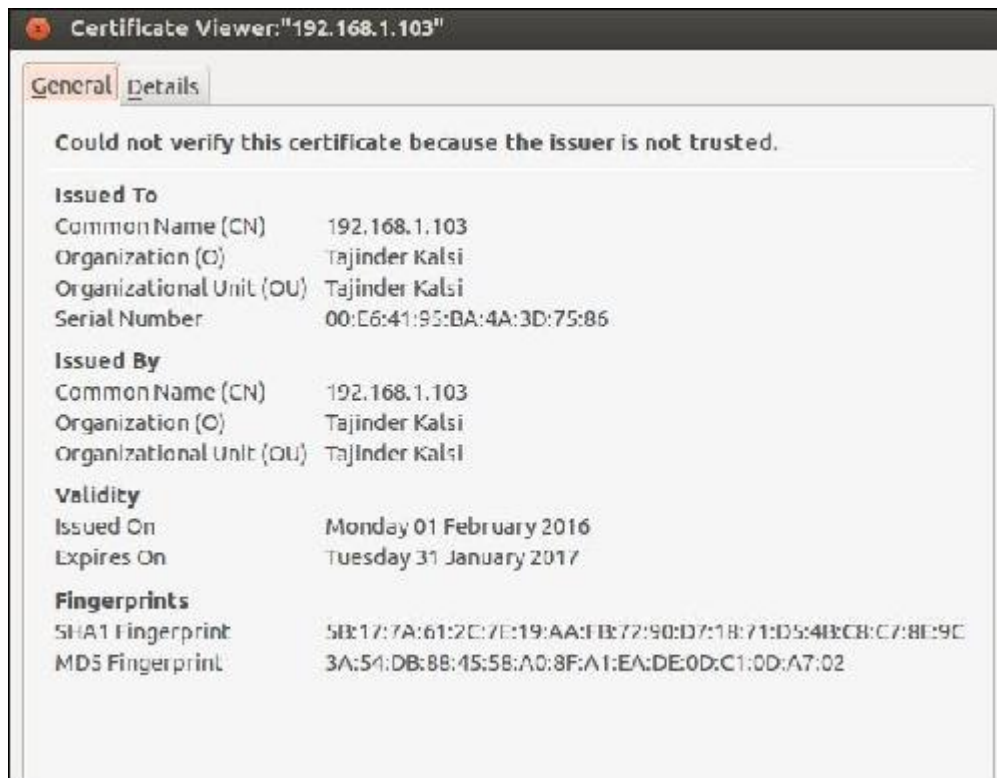 Certificate Viewer:"192.168.1.103"
General Details
Could not verify this certificate because the issuer is not trusted.
Issued To
Common Name (CN) 192.168.1.103
Organization (O) Tajinder Kalsi
Organizational Unit (OU) Tajinder Kalsi
Serial Number 00:E6:41:95:BA:4A:3D:75:86
Issued By
Common Name (CN) 192.168.1.103
Organization (O) Tajinder Kalsi
Organizational Unit (OU) Tajinder Kalsi
Validity
Issued On Monday 01 February 2016
Expires On Tuesday 31 January 2017
Fingerprints
SHA1 Fingerprint 5B:17:7A:61:2C:7E:19:AA:FB:72:90:D7:18:71:D5:4B:C8:C7:8E:9C
MD5 Fingerprint 3A:54:DB:88:45:58:A0:8F:A1:EA:DE:0D:C1:0D:A7:02